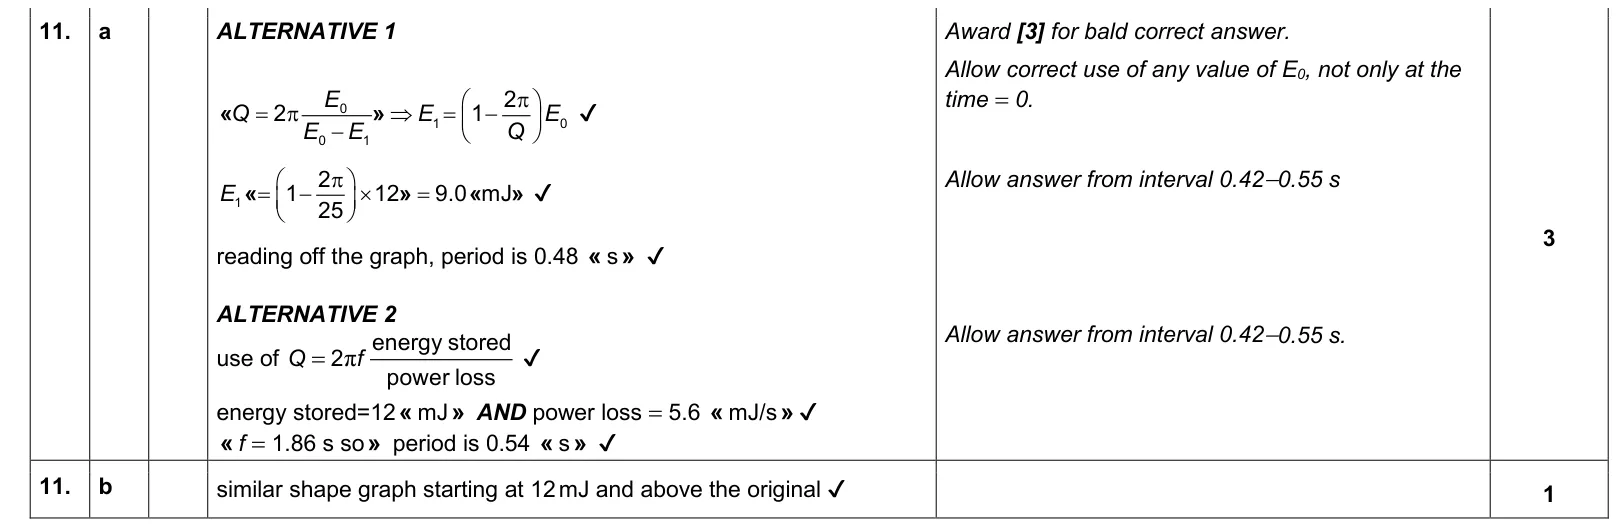 11. a ALTERNATIVE 1 Award [3] for bald correct answer.
Allow correct use of any value of E₀, not only at the
time = 0.
«Q = 2π E₀/(E₀ − E₁)» ⇒ E₁ = (1 − 2π/Q) E₀ ✓
E₁ «= (1 − 2π/25) × 12» = 9.0 «mJ» ✓ Allow answer from interval 0.42–0.55 s
3
reading off the graph, period is 0.48 « s » ✓
ALTERNATIVE 2
use of Q = 2πf energy stored/power loss ✓ Allow answer from interval 0.42–0.55 s.
energy stored=12 « mJ » AND power loss = 5.6 « mJ/s » ✓
« f = 1.86 s so » period is 0.54 « s » ✓
11. b similar shape graph starting at 12 mJ and above the original ✓ 1